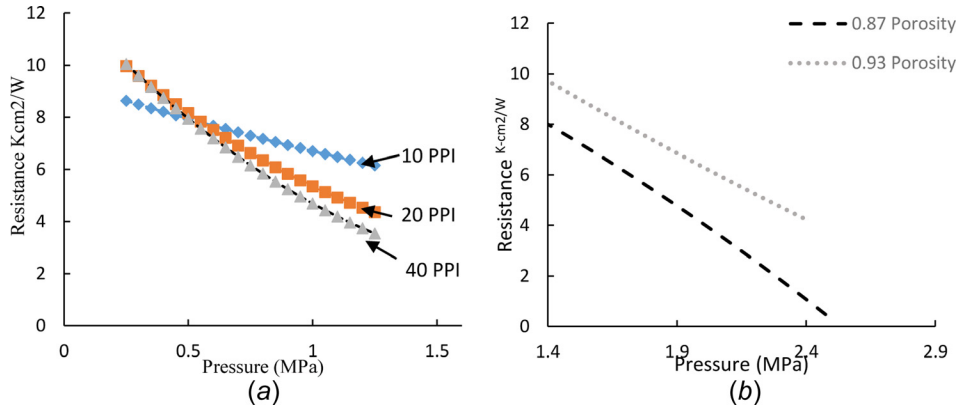 12
10
8
6
4
2
0
Resistance Kcm2/W
10 PPI
20 PPI
40 PPI
0
0.5
1
1.5
Pressure (MPa)
(a)
12
10
8
6
4
2
0
Resistance K-cm2/W
0.87 Porosity
0.93 Porosity
1.4
1.9
2.4
2.9
Pressure (MPa)
(b)